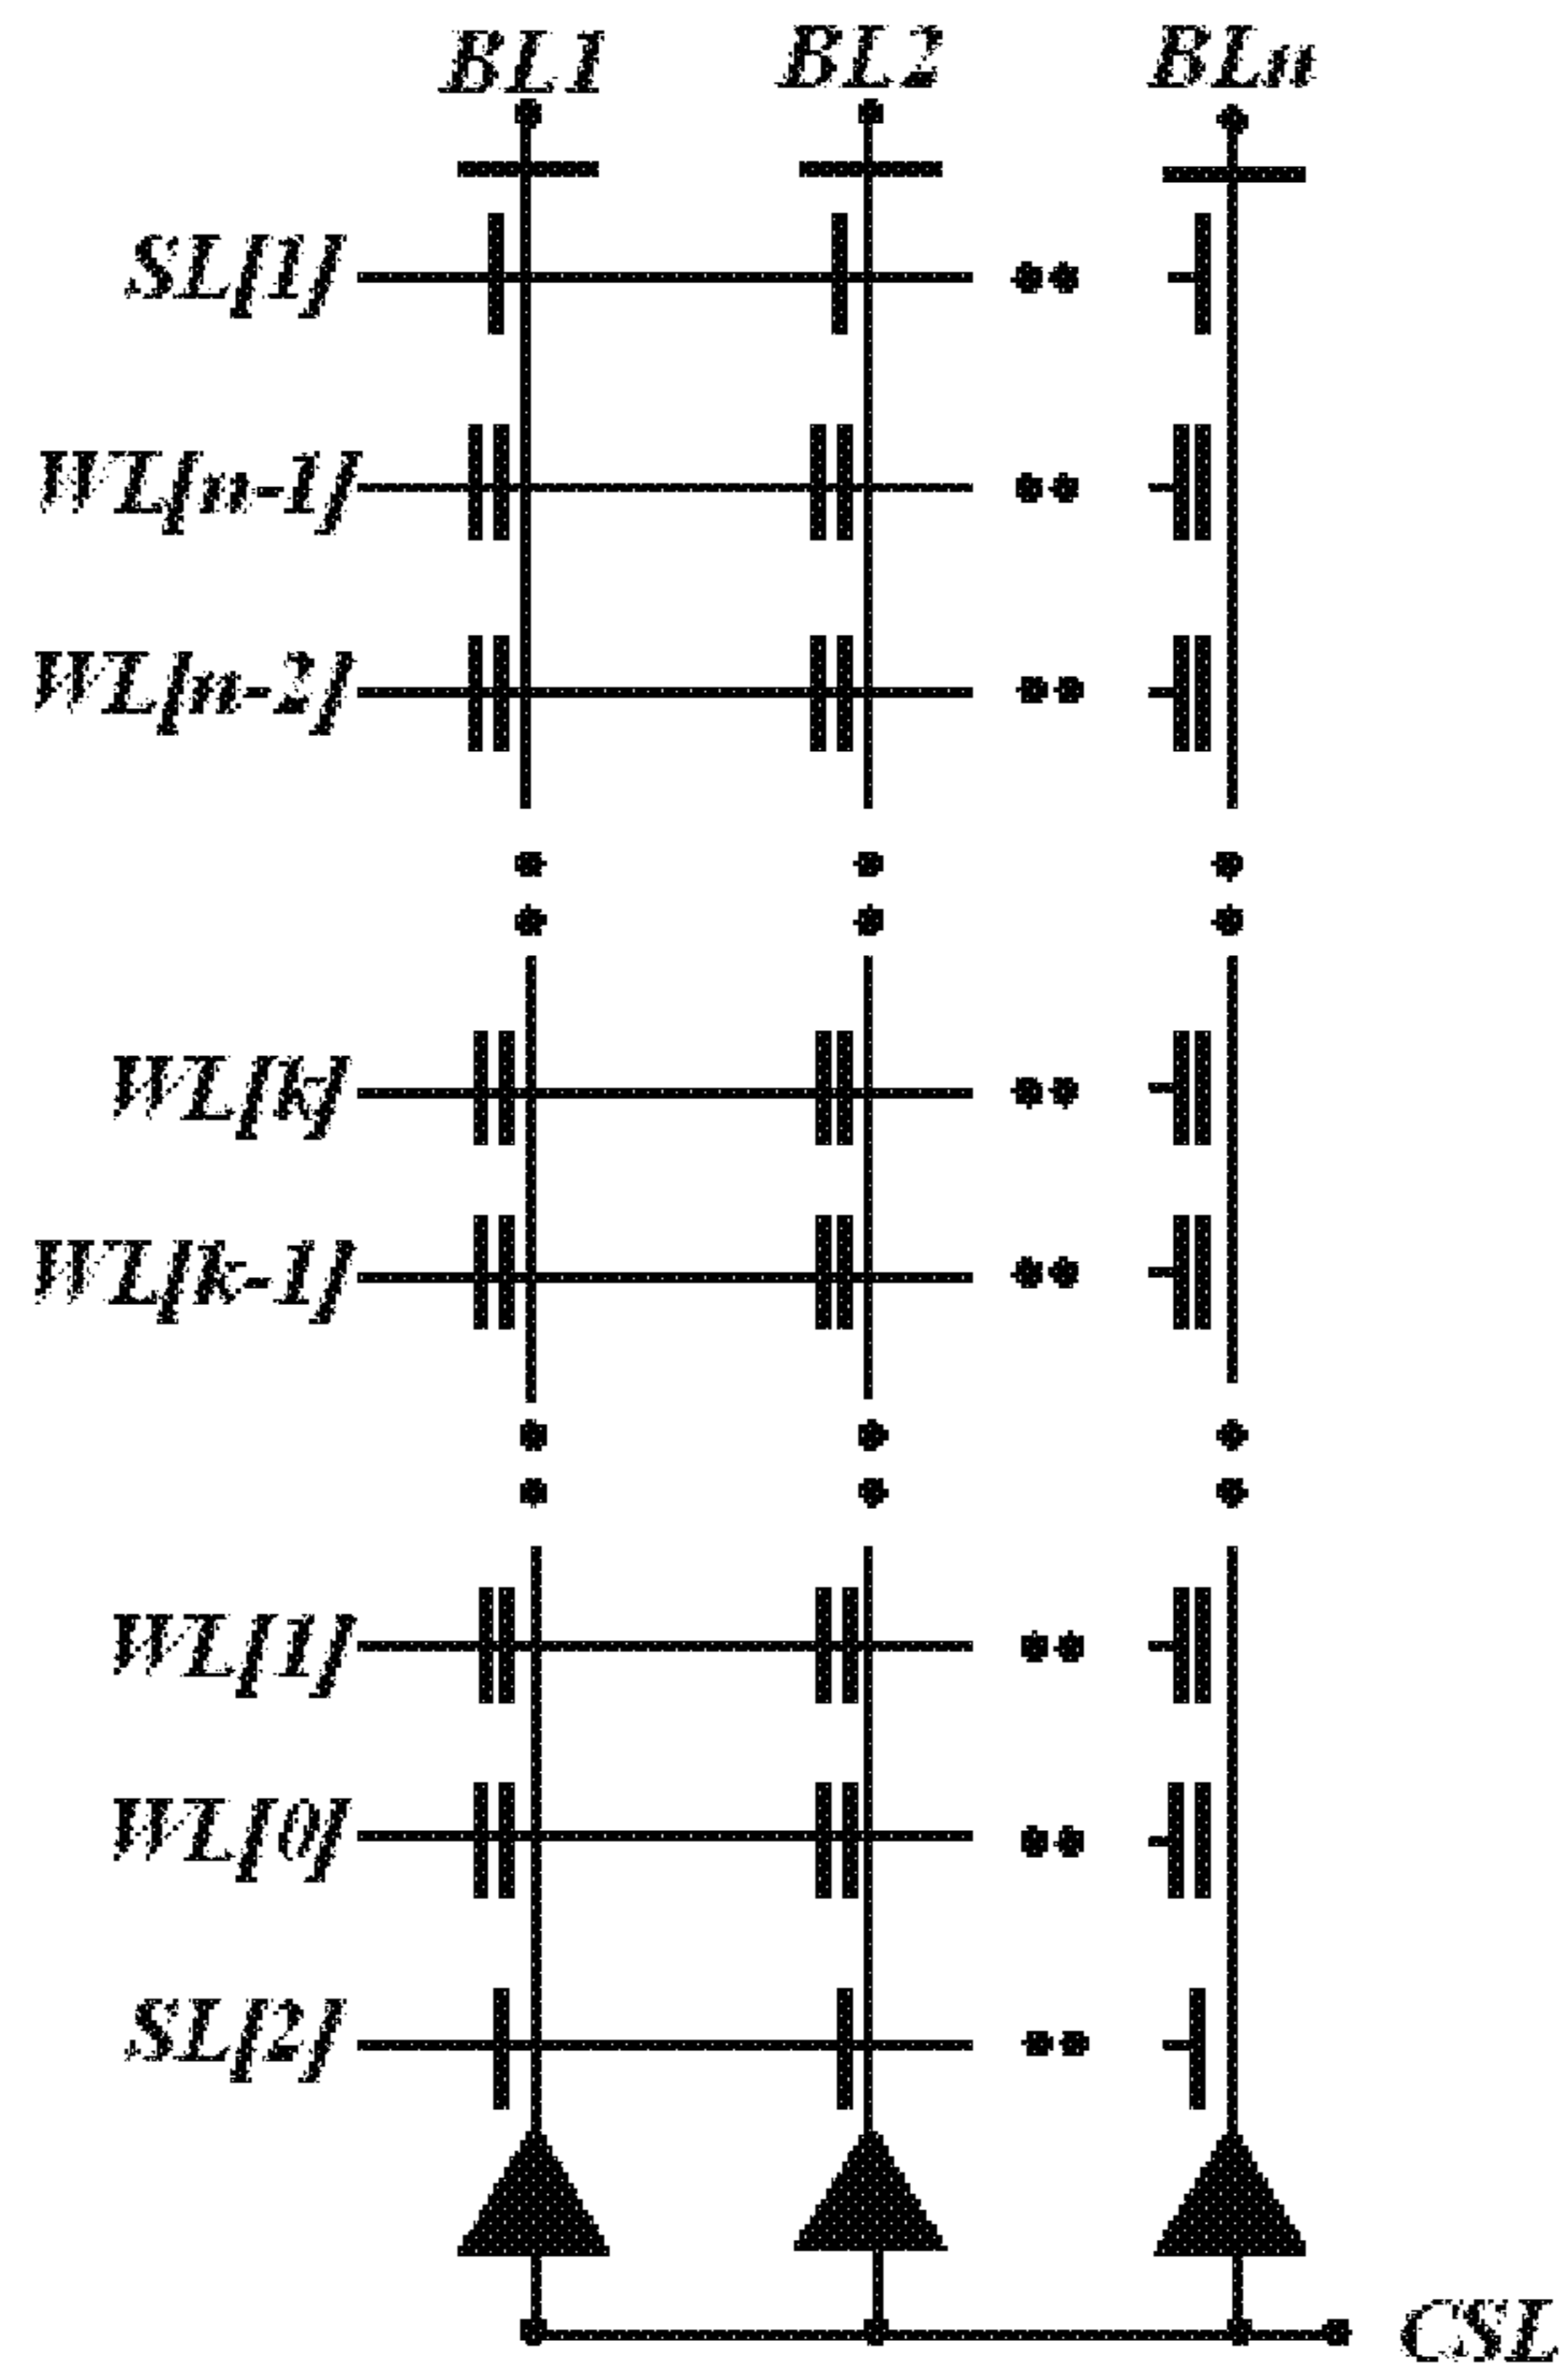 BL1 BL2 BLn
SL[1]
WL[n-1]
WL[n-2]
WL[k]
WL[k-1]
WL[1]
WL[0]
SL[2]
CSL